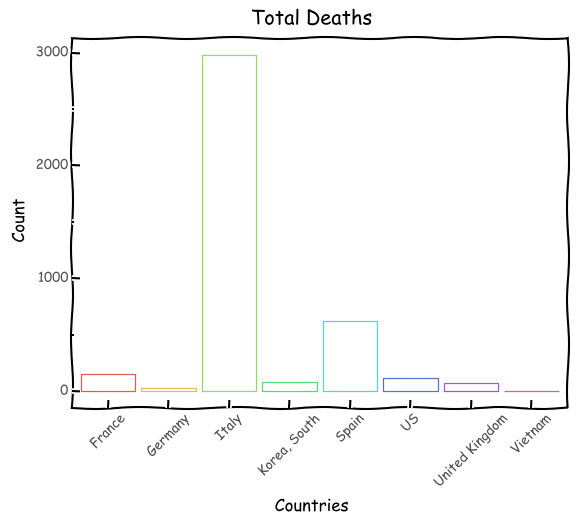 Total Deaths
3000
2000
1000
0
Count
France
Germany
Italy
Korea, South
Spain
US
United Kingdom
Vietnam
Countries